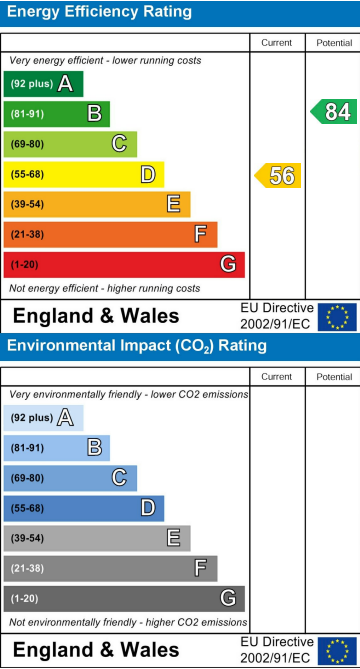 Energy Efficiency Rating
Current Potential
Very energy efficient - lower running costs
(92 plus) A
(81-91) B 84
(69-80) C
(55-68) D 56
(39-54) E
(21-38) F
(1-20) G
Not energy efficient - higher running costs
England & Wales
EU Directive
2002/91/EC
Environmental Impact (CO₂) Rating
Current Potential
Very environmentally friendly - lower CO2 emissions
(92 plus) A
(81-91) B
(69-80) C
(55-68) D
(39-54) E
(21-38) F
(1-20) G
Not environmentally friendly - higher CO2 emissions
England & Wales
EU Directive
2002/91/EC